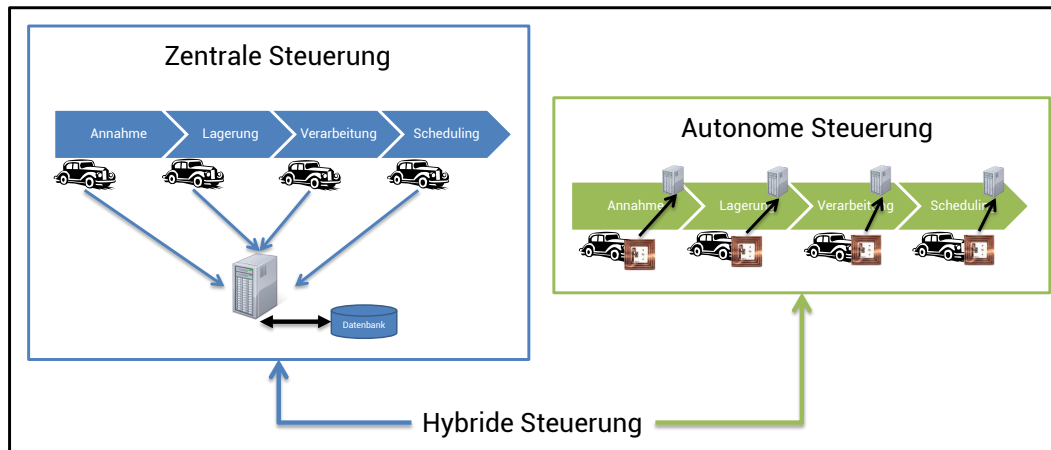 Zentrale Steuerung
Annahme
Lagerung
Verarbeitung
Scheduling
Datenbank
Autonome Steuerung
Annahme
Lagerung
Verarbeitung
Scheduling
Hybride Steuerung